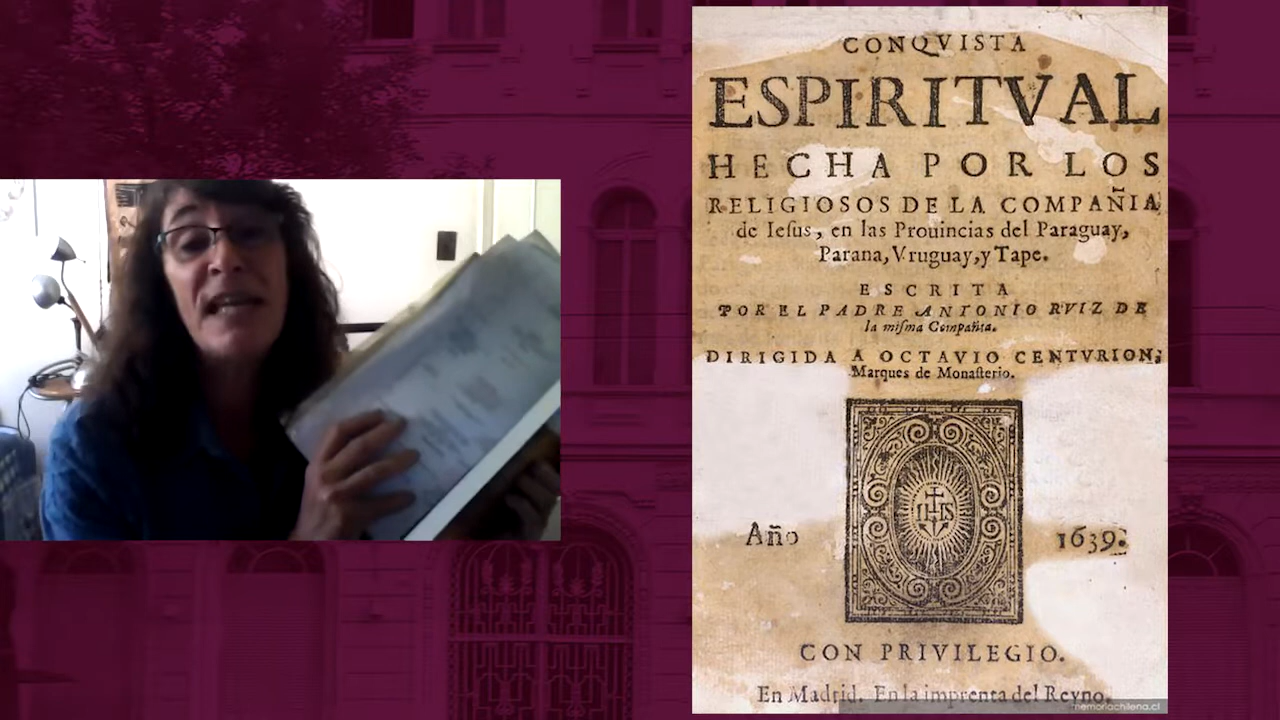 CONQVISTA
ESPIRITVAL
HECHA POR LOS
RELIGIOSOS DE LA COMPAÑIA
de Iesus, en las Prouincias del Paraguay,
Parana, Vruguay, y Tape.
ESCRITA
POR EL PADRE ANTONIO RVIZ DE
la misma Compañia.
DIRIGIDA A OCTAVIO CENTVRION,
Marques de Monasterio.
IHS
Año 1639.
CON PRIVILEGIO.
En Madrid. En la imprenta del Reyno.
memoriachilena.cl